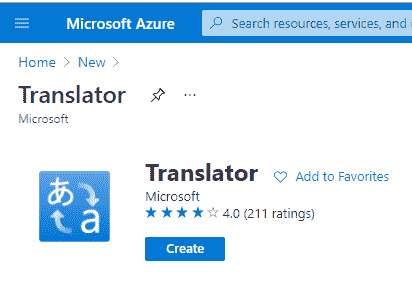 Microsoft Azure
Search resources, services, and
Home > New >
Translator
Microsoft
あ
a
Translator
Add to Favorites
Microsoft
4.0 (211 ratings)
Create